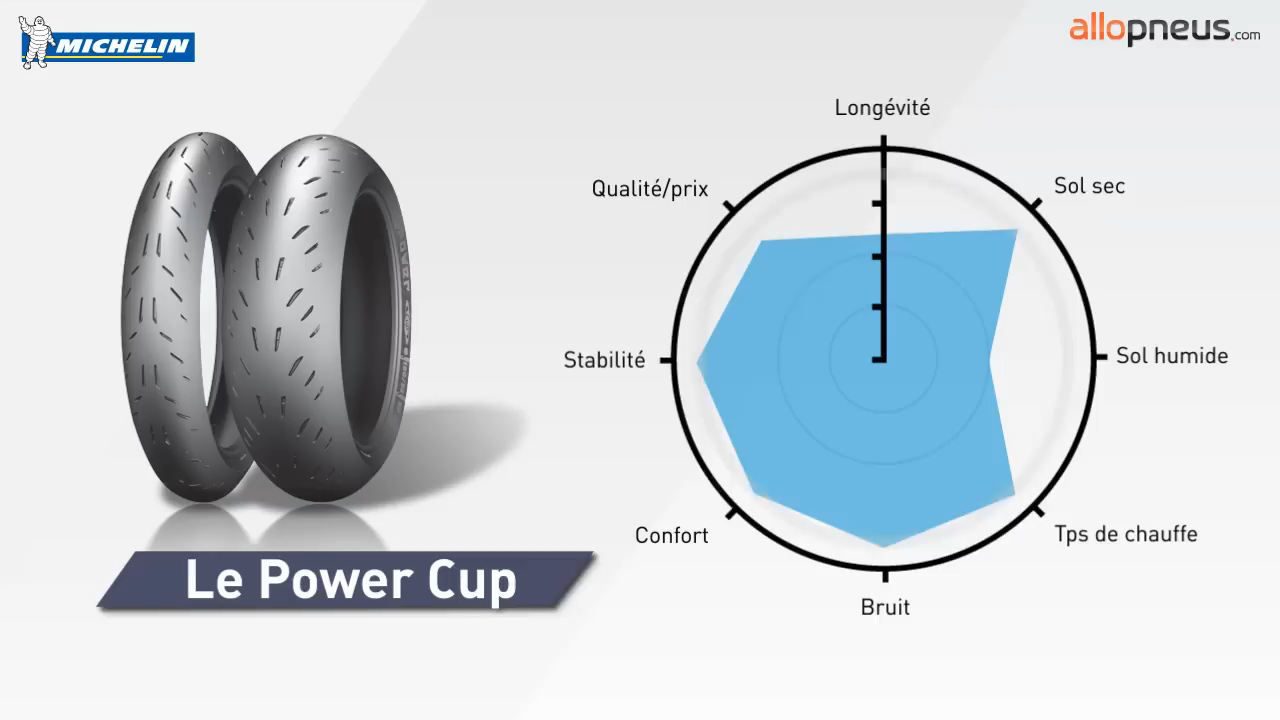 MICHELIN
allopneus.com
Longévité
Qualité/prix
Sol sec
Stabilité
Sol humide
Confort
Tps de chauffe
Bruit
Le Power Cup